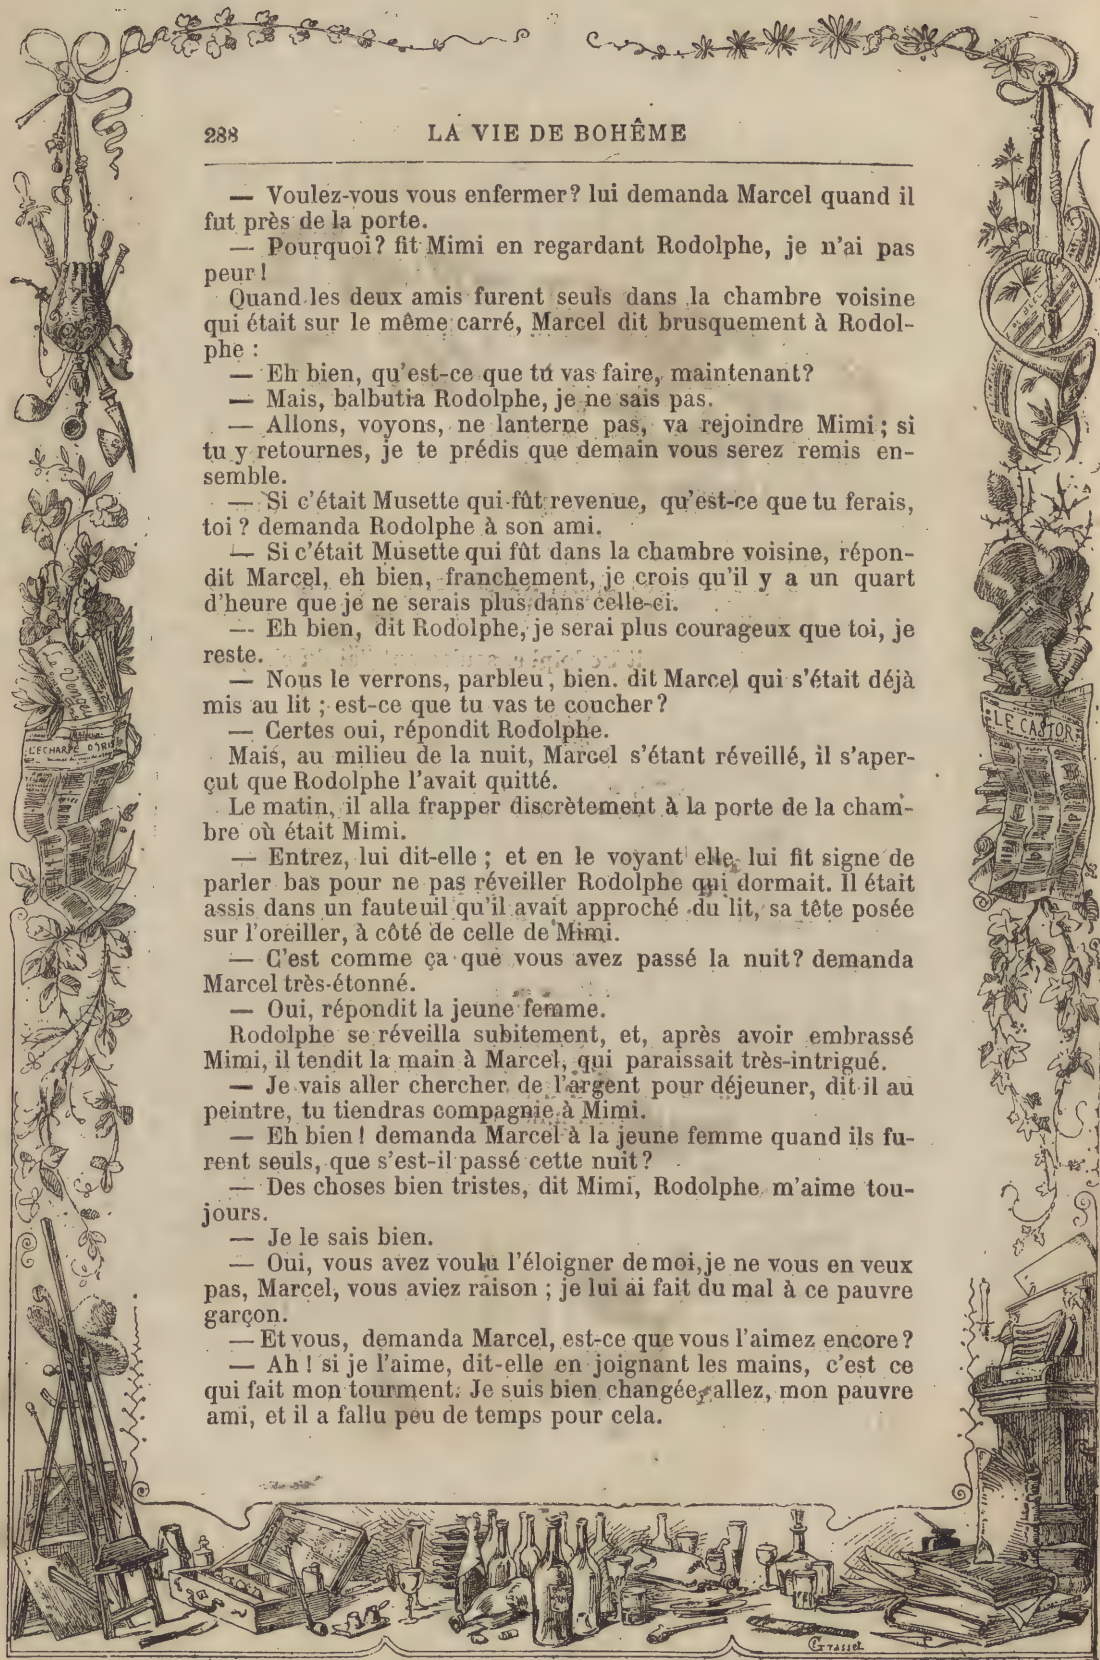 288 LA VIE DE BOHÊME
— Voulez-vous vous enfermer? lui demanda Marcel quand il
fut près de la porte.
— Pourquoi? fit Mimi en regardant Rodolphe, je n'ai pas
peur!
Quand les deux amis furent seuls dans la chambre voisine
qui était sur le même carré, Marcel dit brusquement à Rodol-
phe :
— Eh bien, qu'est-ce que tu vas faire, maintenant?
— Mais, balbutia Rodolphe, je ne sais pas.
— Allons, voyons, ne lanterne pas, va rejoindre Mimi; si
tu y retournes, je te prédis que demain vous serez remis en-
semble.
— Si c'était Musette qui fût revenue, qu'est-ce que tu ferais,
toi? demanda Rodolphe à son ami.
— Si c'était Musette qui fût dans la chambre voisine, répon-
dit Marcel, eh bien, franchement, je crois qu'il y a un quart
d'heure que je ne serais plus dans celle-ci.
— Eh bien, dit Rodolphe, je serai plus courageux que toi, je
reste.
— Nous le verrons, parbleu, bien. dit Marcel qui s'était déjà
mis au lit; est-ce que tu vas te coucher?
— Certes oui, répondit Rodolphe.
Mais, au milieu de la nuit, Marcel s'étant réveillé, il s'aper-
çut que Rodolphe l'avait quitté.
Le matin, il alla frapper discrètement à la porte de la cham-
bre où était Mimi.
— Entrez, lui dit-elle; et en le voyant elle lui fit signe de
parler bas pour ne pas réveiller Rodolphe qui dormait. Il était
assis dans un fauteuil qu'il avait approché du lit, sa tête posée
sur l'oreiller, à côté de celle de Mimi.
— C'est comme ça que vous avez passé la nuit? demanda
Marcel très-étonné.
— Oui, répondit la jeune femme.
Rodolphe se réveilla subitement, et, après avoir embrassé
Mimi, il tendit la main à Marcel, qui paraissait très-intrigué.
— Je vais aller chercher de l'argent pour déjeuner, dit-il au
peintre, tu tiendras compagnie à Mimi.
— Eh bien! demanda Marcel à la jeune femme quand ils fu-
rent seuls, que s'est-il passé cette nuit?
— Des choses bien tristes, dit Mimi, Rodolphe m'aime tou-
jours.
— Je le sais bien.
— Oui, vous avez voulu l'éloigner de moi, je ne vous en veux
pas, Marcel, vous aviez raison; je lui ai fait du mal à ce pauvre
garçon.
— Et vous, demanda Marcel, est-ce que vous l'aimez encore?
— Ah! si je l'aime, dit-elle en joignant les mains, c'est ce
qui fait mon tourment. Je suis bien changée, allez, mon pauvre
ami, et il a fallu peu de temps pour cela.
Le Vengeur
L'ECHARPE D'IRIS
LE CASTOR
Grasset